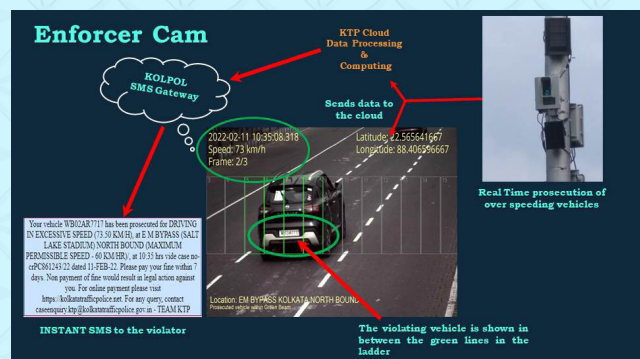 Enforcer Cam
KTP Cloud
Data Processing
&
Computing
KOLPOL
SMS Gateway
Sends data to
the cloud
2022-02-11 10:35:08.318
Speed: 73 km/h
Frame: 2/3
Latitude: 22.565641667
Longitude: 88.406596667
Real Time prosecution of
over speeding vehicles
Your vehicle WB02AR7717 has been prosecuted for DRIVING
IN EXCESSIVE SPEED (73.50 KM/H), at E M BYPASS (SALT
LAKE STADIUM) NORTH BOUND (MAXIMUM
PERMISSIBLE SPEED - 60 KM/HR)/, at 10:35 hrs vide case no-
crPC861243/22 dated 11-FEB-22. Please pay your fine within 7
days. Non payment of fine would result in legal action against
you. For online payment please visit
https://kolkatatrafficpolice.net. For any query, contact
caseenquiry.ktp@kolkatatrafficpolice.gov.in - TEAM KTP
Location: EM BYPASS KOLKATA NORTH BOUND
Prosecuted vehicle within Green Beam
INSTANT SMS to the violator
The violating vehicle is shown in
between the green lines in the
ladder